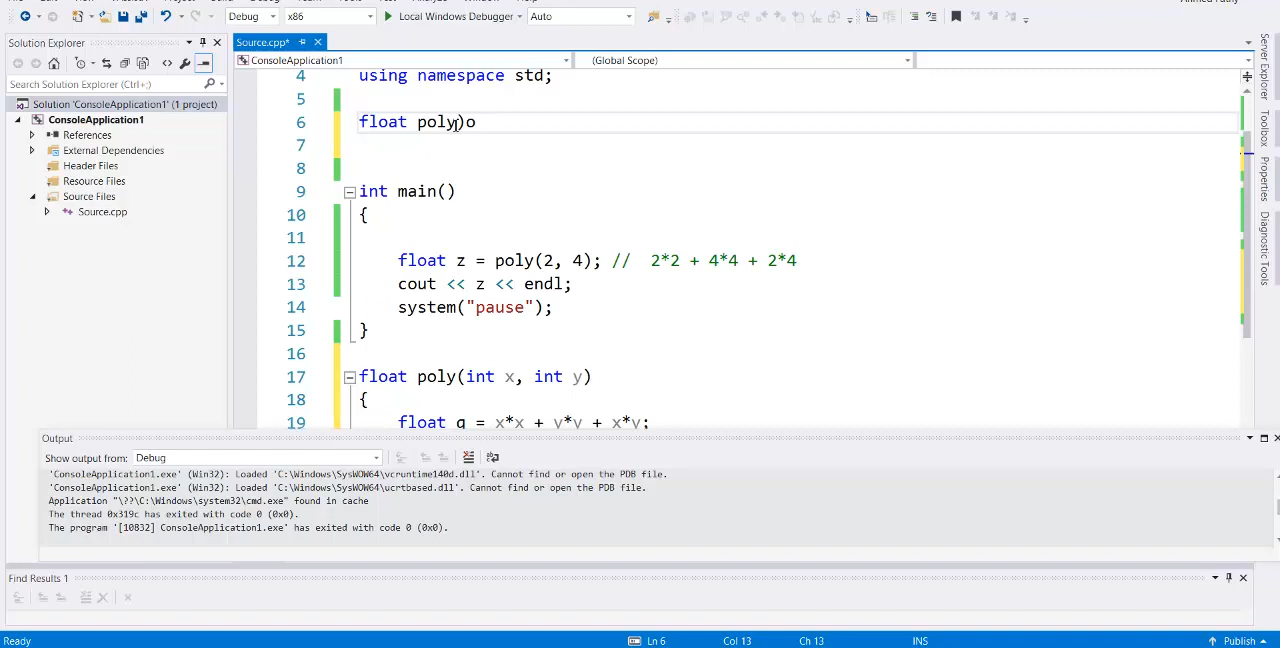 Debug x86 Local Windows Debugger Auto
Solution Explorer
Source.cpp*
ConsoleApplication1 (Global Scope)
Search Solution Explorer (Ctrl+;)
Solution 'ConsoleApplication1' (1 project)
ConsoleApplication1
References
External Dependencies
Header Files
Resource Files
Source Files
Source.cpp
4 using namespace std;
5
6 float poly)o
7
8
9 int main()
10 {
11
12 float z = poly(2, 4); // 2*2 + 4*4 + 2*4
13 cout << z << endl;
14 system("pause");
15 }
16
17 float poly(int x, int y)
18 {
19 float q = x*x + y*y + x*y;
Server Explorer
Toolbox
Properties
Diagnostic Tools
Output
Show output from: Debug
'ConsoleApplication1.exe' (Win32): Loaded 'C:\Windows\SysWOW64\vcruntime140d.dll'. Cannot find or open the PDB file.
'ConsoleApplication1.exe' (Win32): Loaded 'C:\Windows\SysWOW64\ucrtbased.dll'. Cannot find or open the PDB file.
Application "\??\C:\Windows\system32\cmd.exe" found in cache
The thread 0x319c has exited with code 0 (0x0).
The program '[10832] ConsoleApplication1.exe' has exited with code 0 (0x0).
Find Results 1
Ready Ln 6 Col 13 Ch 13 INS Publish